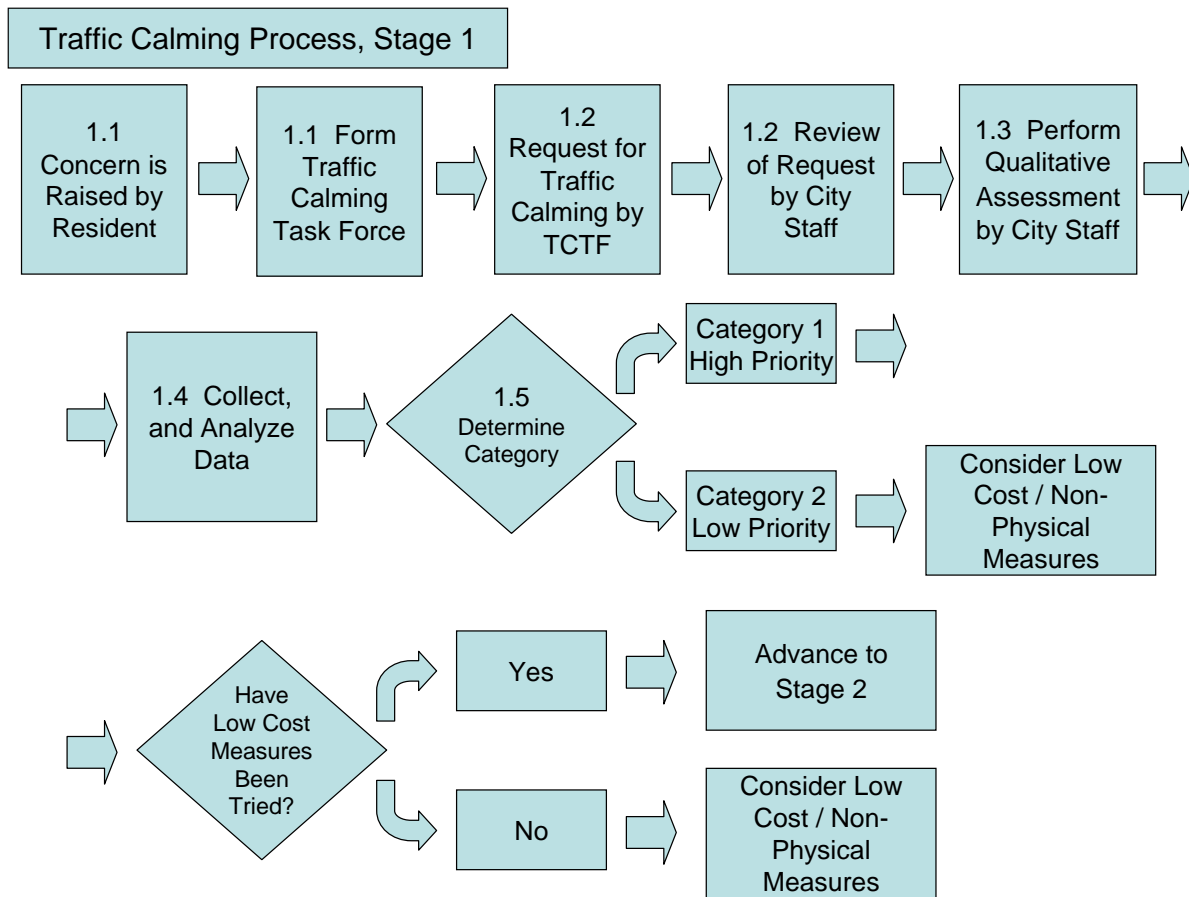 Traffic Calming Process, Stage 1
1.1
Concern is
Raised by
Resident
1.1 Form
Traffic
Calming
Task Force
1.2
Request for
Traffic
Calming by
TCTF
1.2 Review
of Request
by City
Staff
1.3 Perform
Qualitative
Assessment
by City Staff
1.4 Collect,
and Analyze
Data
1.5
Determine
Category
Category 1
High Priority
Category 2
Low Priority
Consider Low
Cost / Non-
Physical
Measures
Have
Low Cost
Measures
Been
Tried?
Yes
Advance to
Stage 2
No
Consider Low
Cost / Non-
Physical
Measures